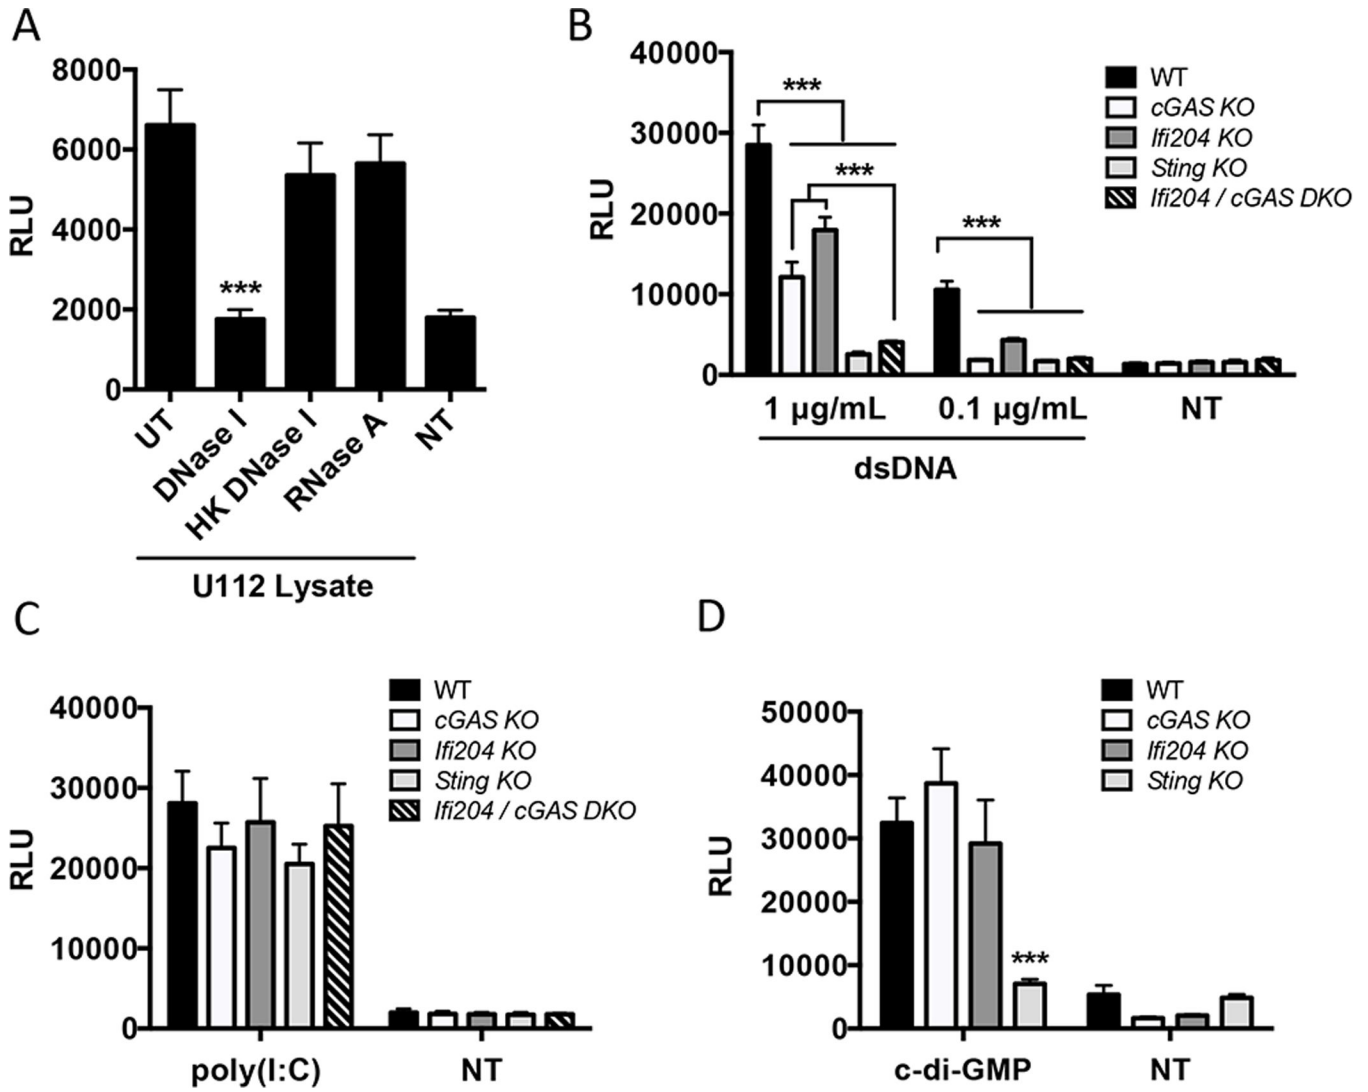 A
8000
6000
4000
2000
0
RLU
***
UT
DNase I
HK DNase I
RNase A
NT
U112 Lysate
B
40000
30000
20000
10000
0
RLU
***
***
***
WT
cGAS KO
Ifi204 KO
Sting KO
Ifi204 / cGAS DKO
1 µg/mL
0.1 µg/mL
NT
dsDNA
C
40000
30000
20000
10000
0
RLU
WT
cGAS KO
Ifi204 KO
Sting KO
Ifi204 / cGAS DKO
poly(I:C)
NT
D
50000
40000
30000
20000
10000
0
RLU
***
WT
cGAS KO
Ifi204 KO
Sting KO
c-di-GMP
NT